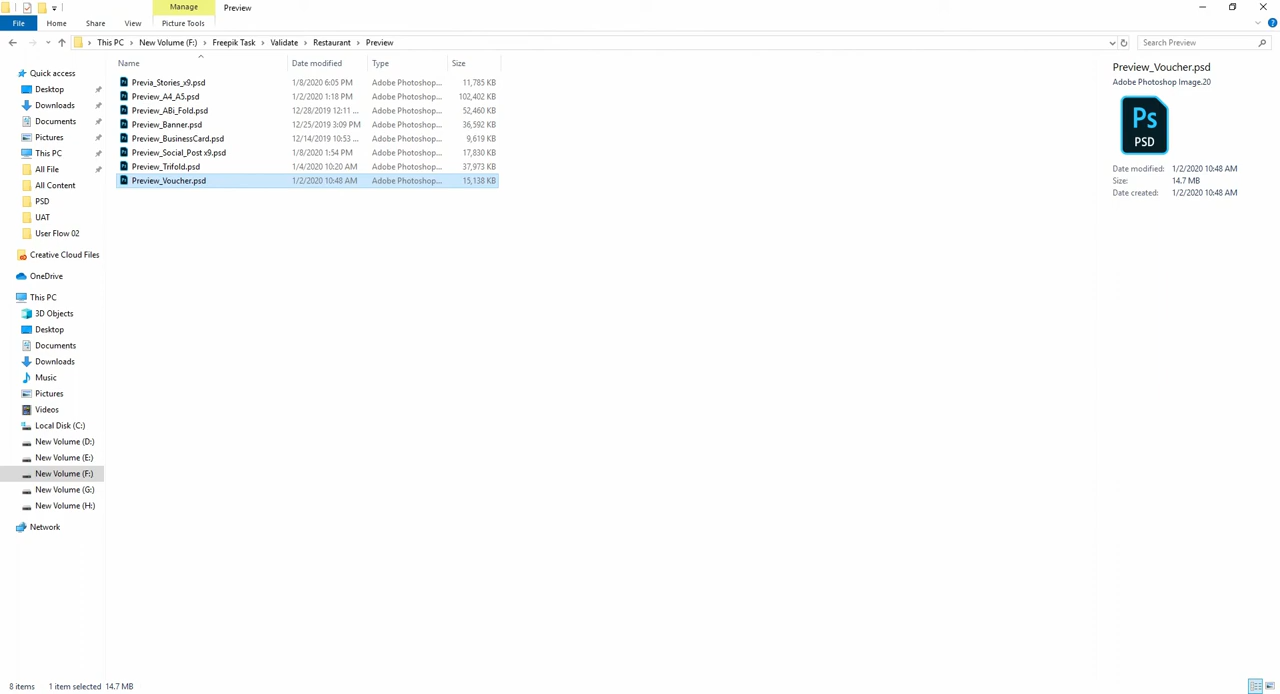 Manage
Preview
File
Home
Share
View
Picture Tools
This PC > New Volume (F:) > Freepik Task > Validate > Restaurant > Preview
Search Preview
Name
Date modified
Type
Size
Previa_Stories_x9.psd 1/8/2020 6:05 PM Adobe Photoshop... 11,785 KB
Preview_A4_A5.psd 1/2/2020 1:18 PM Adobe Photoshop... 102,402 KB
Preview_ABi_Fold.psd 12/28/2019 12:11 ... Adobe Photoshop... 52,460 KB
Preview_Banner.psd 12/25/2019 3:09 PM Adobe Photoshop... 36,592 KB
Preview_BusinessCard.psd 12/14/2019 10:53 ... Adobe Photoshop... 9,619 KB
Preview_Social_Post x9.psd 1/8/2020 1:54 PM Adobe Photoshop... 17,830 KB
Preview_Trifold.psd 1/4/2020 10:20 AM Adobe Photoshop... 37,973 KB
Preview_Voucher.psd 1/2/2020 10:48 AM Adobe Photoshop... 15,138 KB
Quick access
Desktop
Downloads
Documents
Pictures
This PC
All File
All Content
PSD
UAT
User Flow 02
Creative Cloud Files
OneDrive
This PC
3D Objects
Desktop
Documents
Downloads
Music
Pictures
Videos
Local Disk (C:)
New Volume (D:)
New Volume (E:)
New Volume (F:)
New Volume (G:)
New Volume (H:)
Network
Preview_Voucher.psd
Adobe Photoshop Image.20
Ps
PSD
Date modified: 1/2/2020 10:48 AM
Size: 14.7 MB
Date created: 1/2/2020 10:48 AM
8 items 1 item selected 14.7 MB